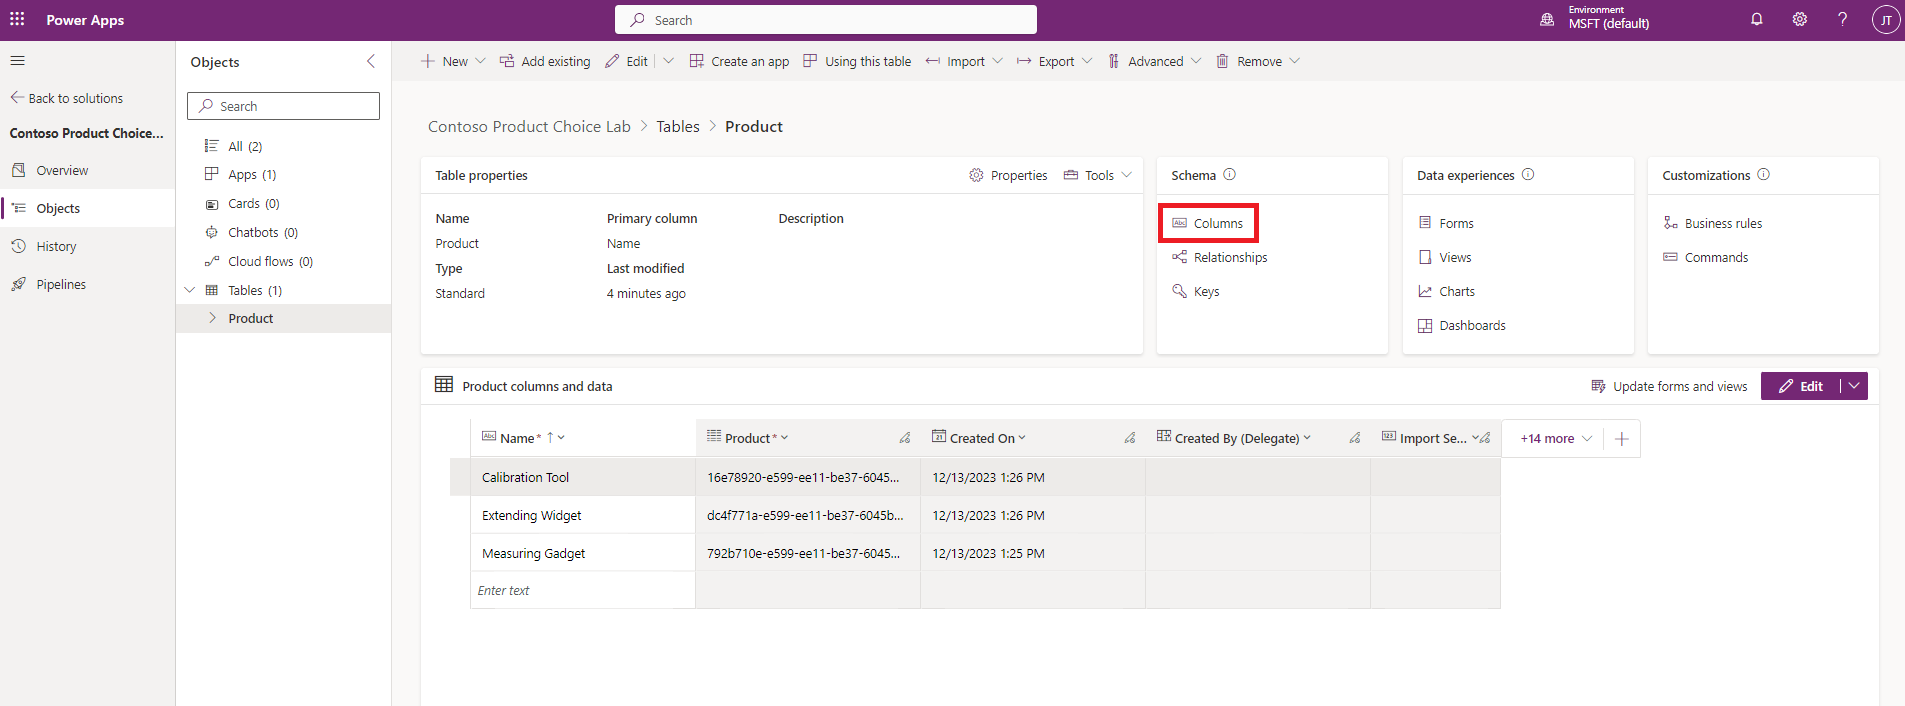 Power Apps
Search
Environment
MSFT (default)
JT
Back to solutions
Contoso Product Choice...
Overview
Objects
History
Pipelines
Objects
Search
All (2)
Apps (1)
Cards (0)
Chatbots (0)
Cloud flows (0)
Tables (1)
Product
New Add existing Edit Create an app Using this table Import Export Advanced Remove
Contoso Product Choice Lab > Tables > Product
Table properties Properties Tools
Name Primary column Description
Product Name
Type Last modified
Standard 4 minutes ago
Schema
Abc Columns
Relationships
Keys
Data experiences
Forms
Views
Charts
Dashboards
Customizations
Business rules
Commands
Product columns and data Update forms and views Edit
Abc Name* Product* 21 Created On Created By (Delegate) 123 Import Se... +14 more
Calibration Tool 16e78920-e599-ee11-be37-6045... 12/13/2023 1:26 PM
Extending Widget dc4f771a-e599-ee11-be37-6045b... 12/13/2023 1:26 PM
Measuring Gadget 792b710e-e599-ee11-be37-6045... 12/13/2023 1:25 PM
Enter text